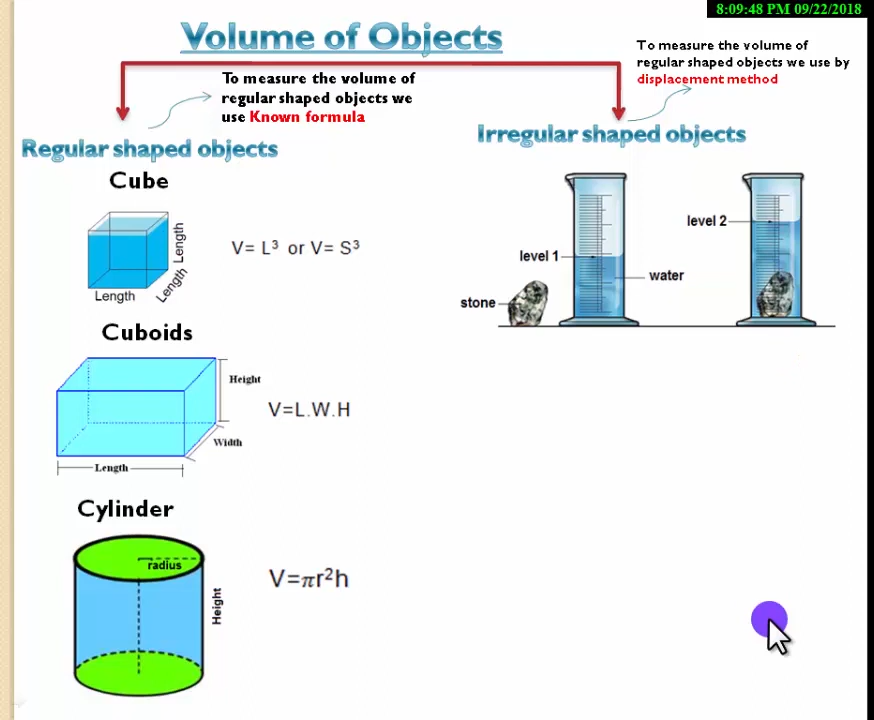 8:09:48 PM 09/22/2018
Volume of Objects
To measure the volume of
regular shaped objects we
use Known formula
To measure the volume of
regular shaped objects we use by
displacement method
Regular shaped objects
Irregular shaped objects
Cube
Length
Length
Length
V= L³ or V= S³
level 1
water
stone
level 2
Cuboids
Height
Width
Length
V=L.W.H
Cylinder
radius
Height
V=πr²h